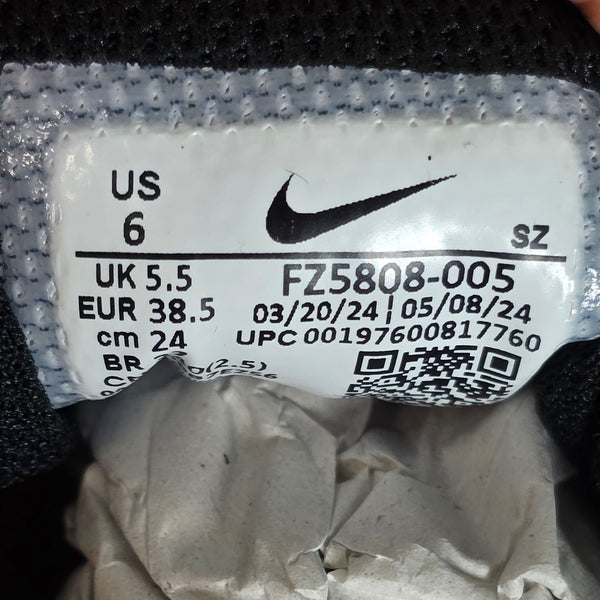 US
6
SZ
UK 5.5
FZ5808-005
EUR 38.5
03/20/24 | 05/08/24
cm 24
UPC 00197600817760
BR